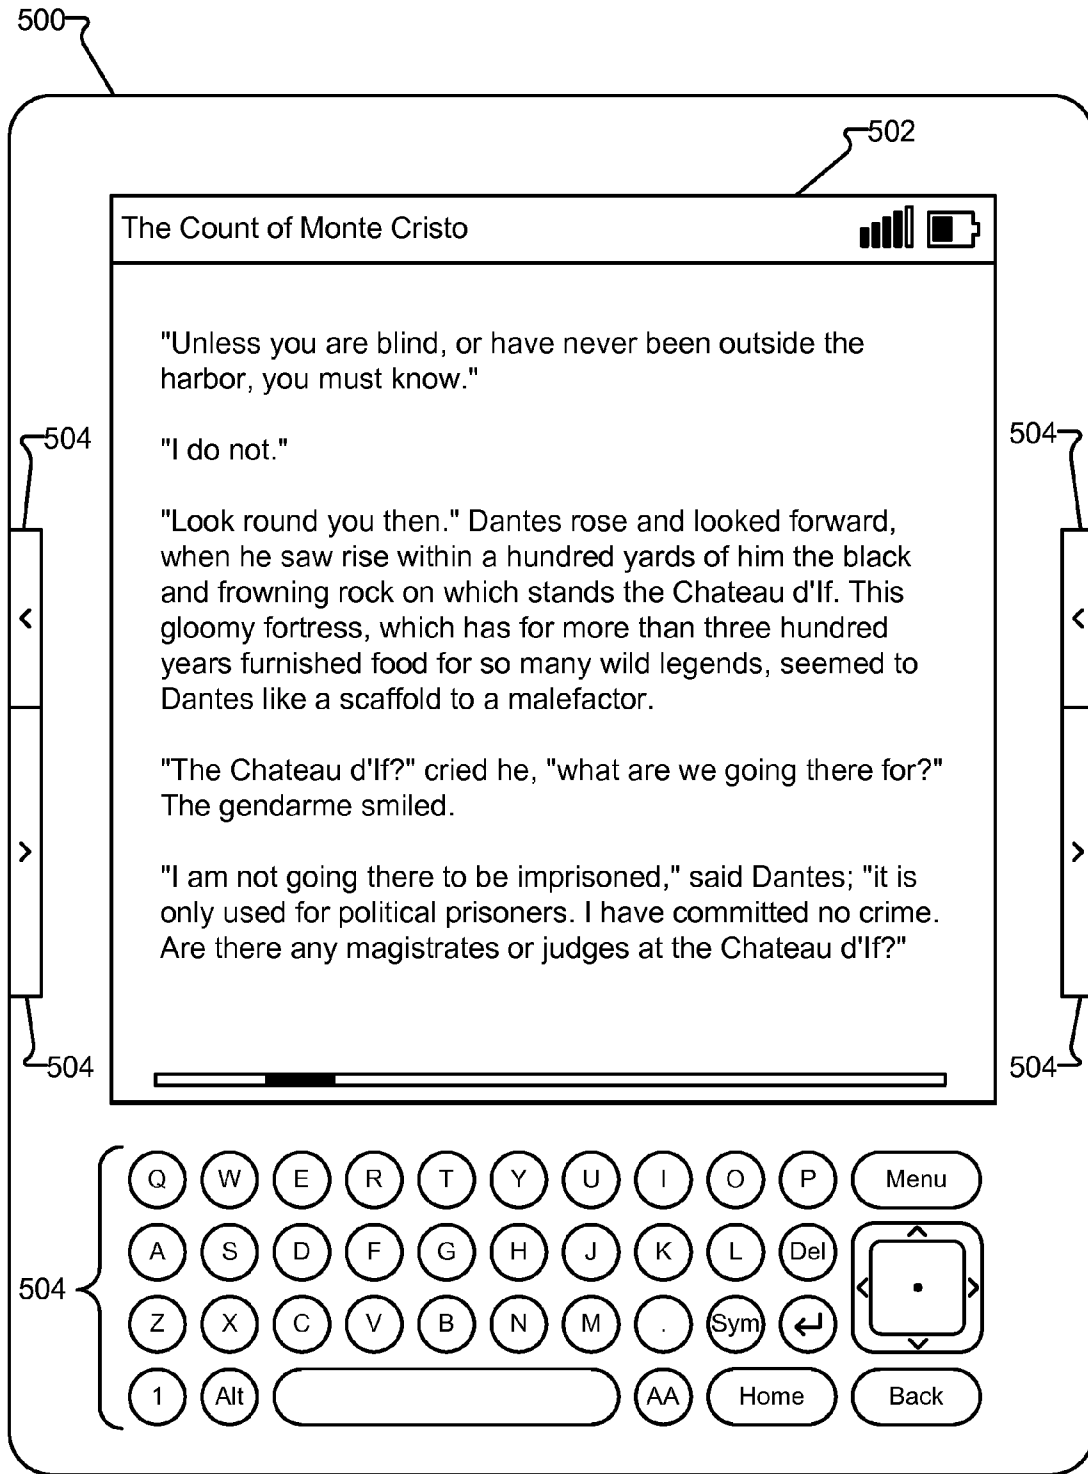 500
502
The Count of Monte Cristo
"Unless you are blind, or have never been outside the
harbor, you must know."
504
504
"I do not."
"Look round you then." Dantes rose and looked forward,
when he saw rise within a hundred yards of him the black
and frowning rock on which stands the Chateau d'If. This
gloomy fortress, which has for more than three hundred
years furnished food for so many wild legends, seemed to
Dantes like a scaffold to a malefactor.
"The Chateau d'If?" cried he, "what are we going there for?"
The gendarme smiled.
"I am not going there to be imprisoned," said Dantes; "it is
only used for political prisoners. I have committed no crime.
Are there any magistrates or judges at the Chateau d'If?"
504
504
Q W E R T Y U I O P Menu
A S D F G H J K L Del
504
Z X C V B N M . Sym
1 Alt AA Home Back